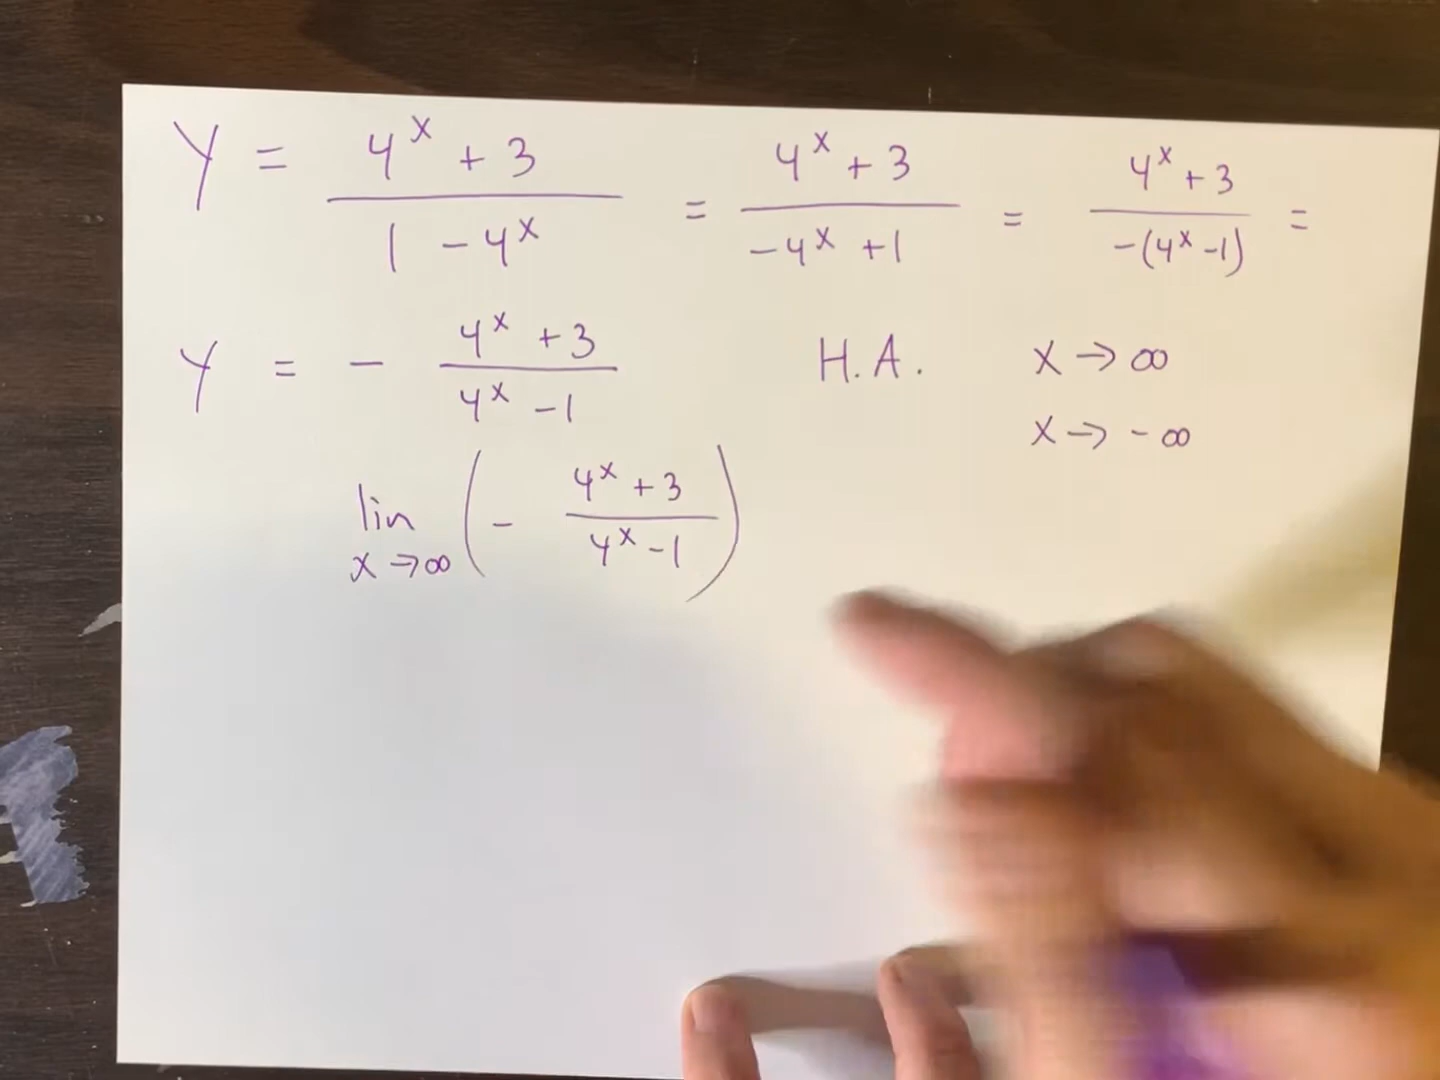 Y = (4^x + 3)/(1 - 4^x) = (4^x + 3)/(-4^x + 1) = (4^x + 3)/(-(4^x - 1)) =
Y = - (4^x + 3)/(4^x - 1) H.A. x → ∞
x → - ∞
lim x → ∞ (- (4^x + 3)/(4^x - 1))